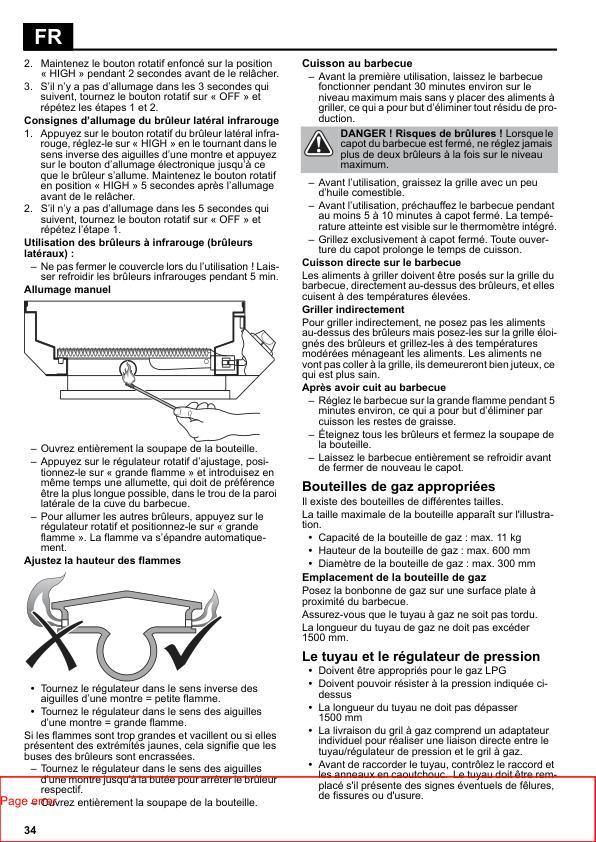 FR
2. Maintenez le bouton rotatif enfoncé sur la position
« HIGH » pendant 2 secondes avant de le relâcher.
3. S'il n'y a pas d'allumage dans les 3 secondes qui
suivent, tournez le bouton rotatif sur « OFF » et
répétez les étapes 1 et 2.
Consignes d'allumage du brûleur latéral infrarouge
1. Appuyez sur le bouton rotatif du brûleur latéral infra-
rouge, réglez-le sur « HIGH » en le tournant dans le
sens inverse des aiguilles d'une montre et appuyez
sur le bouton d'allumage électronique jusqu'à ce
que le brûleur s'allume. Maintenez le bouton rotatif
en position « HIGH » 5 secondes après l'allumage
avant de le relâcher.
2. S'il n'y a pas d'allumage dans les 5 secondes qui
suivent, tournez le bouton rotatif sur « OFF » et
répétez l'étape 1.
Utilisation des brûleurs à infrarouge (brûleurs
latéraux) :
– Ne pas fermer le couvercle lors du l'utilisation ! Lais-
ser refroidir les brûleurs infrarouges pendant 5 min.
Allumage manuel
– Ouvrez entièrement la soupape de la bouteille.
– Appuyez sur le régulateur rotatif d'ajustage, posi-
tionnez-le sur « grande flamme » et introduisez en
même temps une allumette, qui doit de préférence
être la plus longue possible, dans le trou de la paroi
latérale de la cuve du barbecue.
– Pour allumer les autres brûleurs, appuyez sur le
régulateur rotatif et positionnez-le sur « grande
flamme ». La flamme va s'épandre automatique-
ment.
Ajustez la hauteur des flammes
• Tournez le régulateur dans le sens inverse des
aiguilles d'une montre = petite flamme.
• Tournez le régulateur dans le sens des aiguilles
d'une montre = grande flamme.
Si les flammes sont trop grandes et vacillent ou si elles
présentent des extrémités jaunes, cela signifie que les
buses des brûleurs sont encrassées.
– Tournez le régulateur dans le sens des aiguilles
d'une montre jusqu'à la butée pour arrêter le brûleur
respectif.
– Ouvrez entièrement la soupape de la bouteille.
Page error
34
Cuisson au barbecue
– Avant la première utilisation, laissez le barbecue
fonctionner pendant 30 minutes environ sur le
niveau maximum mais sans y placer des aliments à
griller, ce qui a pour but d'éliminer tout résidu de pro-
duction.
DANGER ! Risques de brûlures ! Lorsque le
capot du barbecue est fermé, ne réglez jamais
plus de deux brûleurs à la fois sur le niveau
maximum.
– Avant l'utilisation, graissez la grille avec un peu
d'huile comestible.
– Avant l'utilisation, préchauffez le barbecue pendant
au moins 5 à 10 minutes à capot fermé. La tempé-
rature atteinte est visible sur le thermomètre intégré.
– Grillez exclusivement à capot fermé. Toute ouver-
ture du capot prolonge le temps de cuisson.
Cuisson directe sur le barbecue
Les aliments à griller doivent être posés sur la grille du
barbecue, directement au-dessus des brûleurs, et elles
cuisent à des températures élevées.
Griller indirectement
Pour griller indirectement, ne posez pas les aliments
au-dessus des brûleurs mais posez-les sur la grille éloi-
gnés des brûleurs et grillez-les à des températures
modérées ménageant les aliments. Les aliments ne
vont pas coller à la grille, ils demeureront bien juteux, ce
qui est plus sain.
Après avoir cuit au barbecue
– Réglez le barbecue sur la grande flamme pendant 5
minutes environ, ce qui a pour but d'éliminer par
cuisson les restes de graisse.
– Éteignez tous les brûleurs et fermez la soupape de
la bouteille.
– Laissez le barbecue entièrement se refroidir avant
de fermer de nouveau le capot.
Bouteilles de gaz appropriées
Il existe des bouteilles de différentes tailles.
La taille maximale de la bouteille apparaît sur l'illustra-
tion.
• Capacité de la bouteille de gaz : max. 11 kg
• Hauteur de la bouteille de gaz : max. 600 mm
• Diamètre de la bouteille de gaz : max. 300 mm
Emplacement de la bouteille de gaz
Posez la bonbonne de gaz sur une surface plate à
proximité du barbecue.
Assurez-vous que le tuyau à gaz ne soit pas tordu.
La longueur du tuyau de gaz ne doit pas excéder
1500 mm.
Le tuyau et le régulateur de pression
• Doivent être appropriés pour le gaz LPG
• Doivent pouvoir résister à la pression indiquée ci-
dessus
• La longueur du tuyau ne doit pas dépasser
1500 mm
• La livraison du gril à gaz comprend un adaptateur
individuel pour réaliser une liaison directe entre le
tuyau/régulateur de pression et le gril à gaz.
• Avant de raccorder le tuyau, contrôlez le raccord et
les anneaux en caoutchouc. Le tuyau doit être rem-
placé s'il présente des signes éventuels de fêlures,
de fissures ou d'usure.